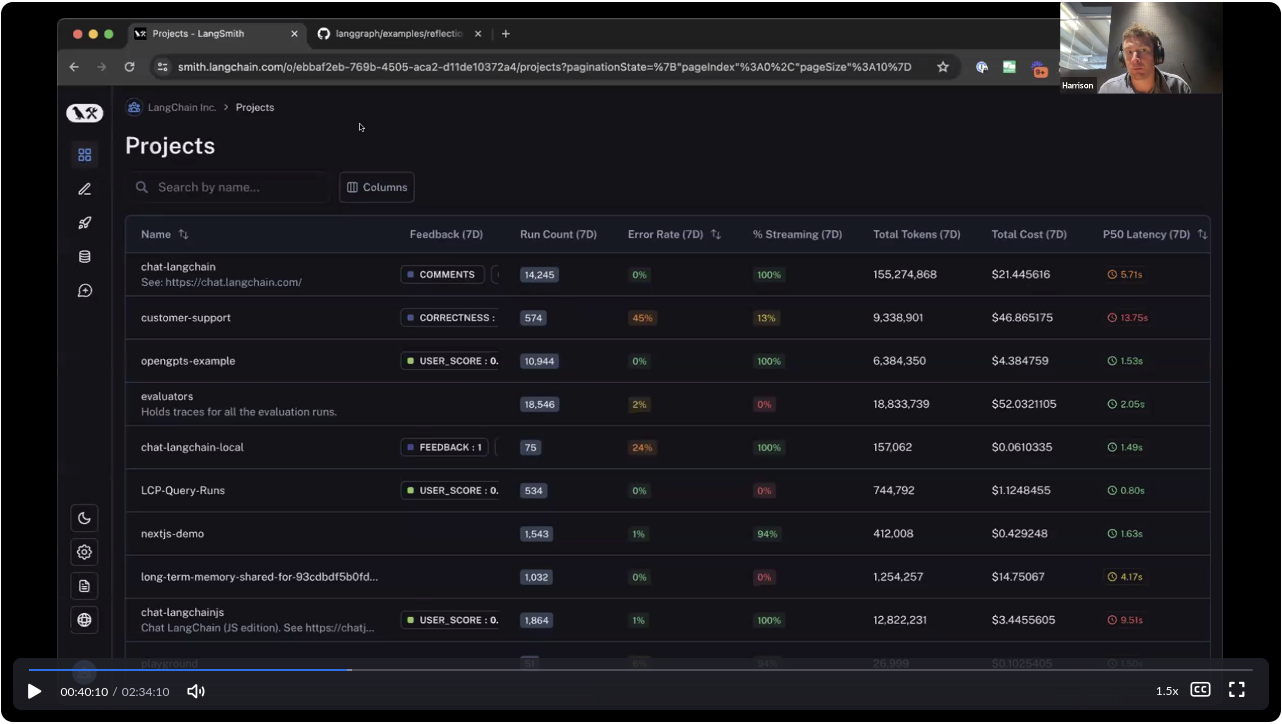 Projects - LangSmith
langgraph/examples/reflectio
smith.langchain.com/o/ebbaf2eb-769b-4505-aca2-d11de10372a4/projects?paginationState=%7B"pageIndex"%3A0%2C"pageSize"%3A10%7D
9+
Harrison
LangChain Inc. > Projects
Projects
Search by name...
Columns
Name Feedback (7D) Run Count (7D) Error Rate (7D) % Streaming (7D) Total Tokens (7D) Total Cost (7D) P50 Latency (7D)
chat-langchain COMMENTS 14,245 0% 100% 155,274,868 $21.445616 5.71s
See: https://chat.langchain.com/
customer-support CORRECTNESS : 574 45% 13% 9,338,901 $46.865175 13.75s
opengpts-example USER_SCORE : 0. 10,944 0% 100% 6,384,350 $4.384759 1.53s
evaluators 18,546 2% 0% 18,833,739 $52.0321105 2.05s
Holds traces for all the evaluation runs.
chat-langchain-local FEEDBACK : 1 75 24% 100% 157,062 $0.0610335 1.49s
LCP-Query-Runs USER_SCORE : 0. 534 0% 0% 744,792 $1.1248455 0.80s
nextjs-demo 1,543 1% 94% 412,008 $0.429248 1.63s
long-term-memory-shared-for-93cdbdf5b0fd... 1,032 0% 0% 1,254,257 $14.75067 4.17s
chat-langchainjs USER_SCORE : 0. 1,864 1% 100% 12,822,231 $3.4455605 9.51s
Chat LangChain (JS edition). See https://chatj...
playground 51 6% 94% 26,999 $0.1025405 1.50s
00:40:10 / 02:34:10
1.5x
CC